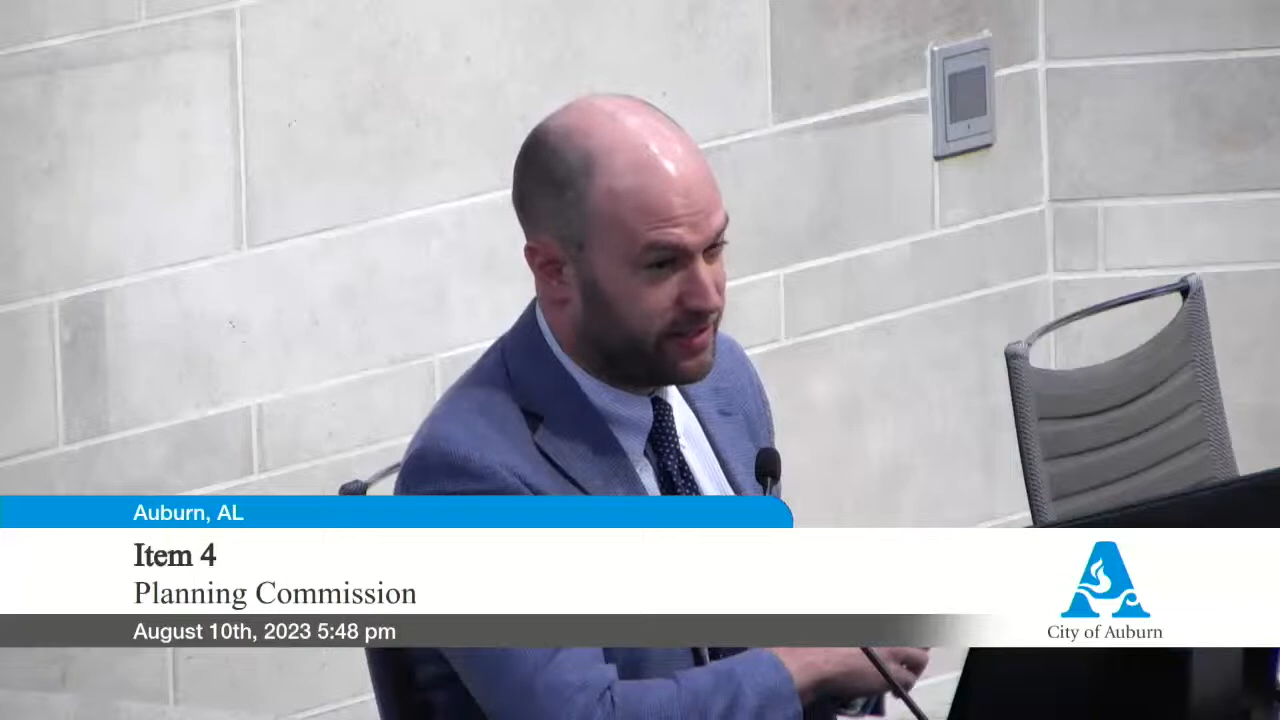 Auburn, AL
Item 4
Planning Commission
August 10th, 2023 5:48 pm
City of Auburn